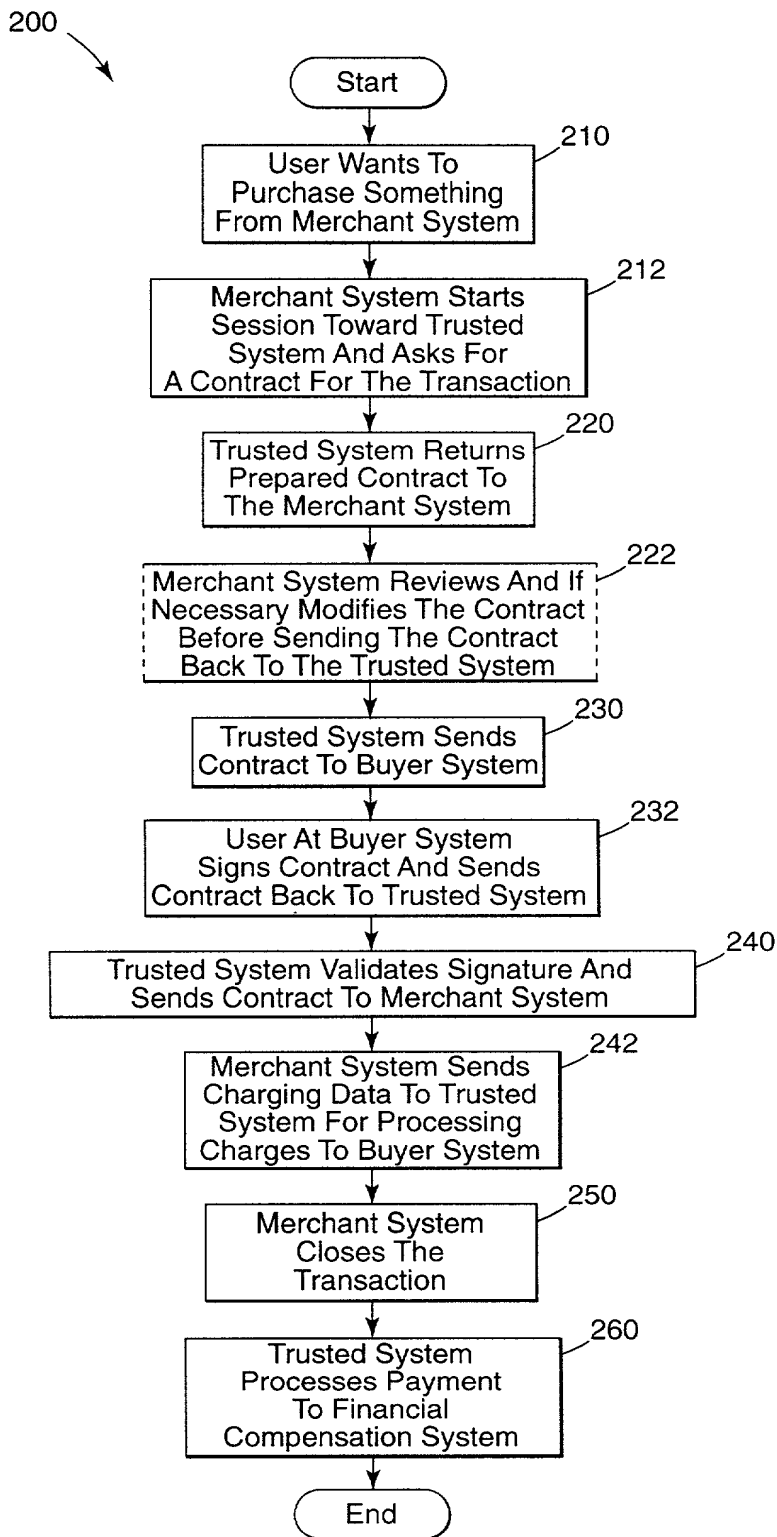 200
Start
210
User Wants To
Purchase Something
From Merchant System
212
Merchant System Starts
Session Toward Trusted
System And Asks For
A Contract For The Transaction
220
Trusted System Returns
Prepared Contract To
The Merchant System
222
Merchant System Reviews And If
Necessary Modifies The Contract
Before Sending The Contract
Back To The Trusted System
230
Trusted System Sends
Contract To Buyer System
232
User At Buyer System
Signs Contract And Sends
Contract Back To Trusted System
240
Trusted System Validates Signature And
Sends Contract To Merchant System
242
Merchant System Sends
Charging Data To Trusted
System For Processing
Charges To Buyer System
250
Merchant System
Closes The
Transaction
260
Trusted System
Processes Payment
To Financial
Compensation System
End